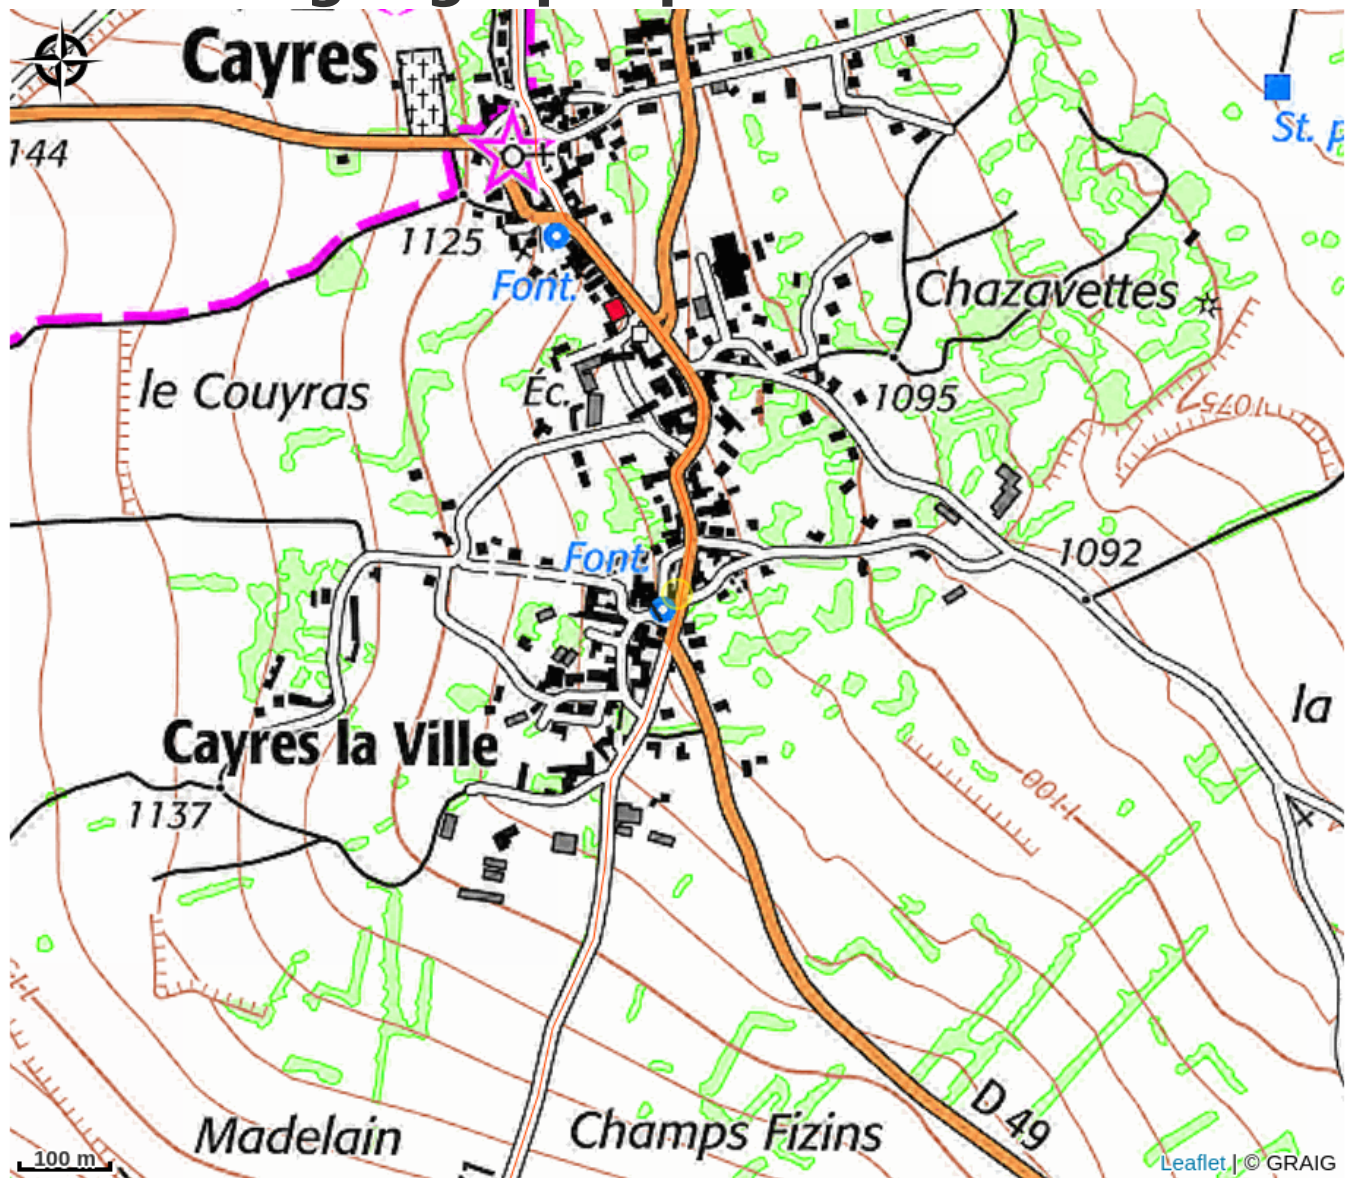 Cayres
St. p
144
1125
Font.
Chazavettes
le Couyras
Éc.
1095
1075
Font.
1092
la
Cayres la Ville
1100
1137
D 49
Madelain
Champs Fizins
100 m
Leaflet | © GRAIG